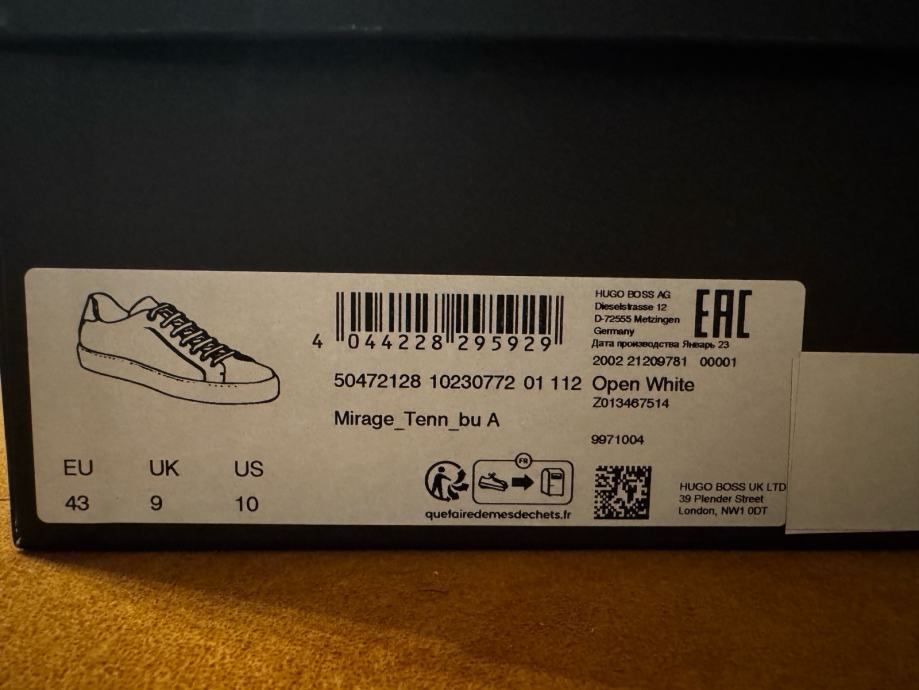 4 044228 295929
50472128 10230772 01 112 Open White
Mirage_Tenn_bu A
HUGO BOSS AG
Dieselstrasse 12
D-72555 Metzingen
Germany
EAC
Дата производства Январь 23
2002 21209781 00001
Z013467514
9971004
EU UK US
43 9 10
FR
quefairedemesdechets.fr
HUGO BOSS UK LTD
39 Plender Street
London, NW1 0DT